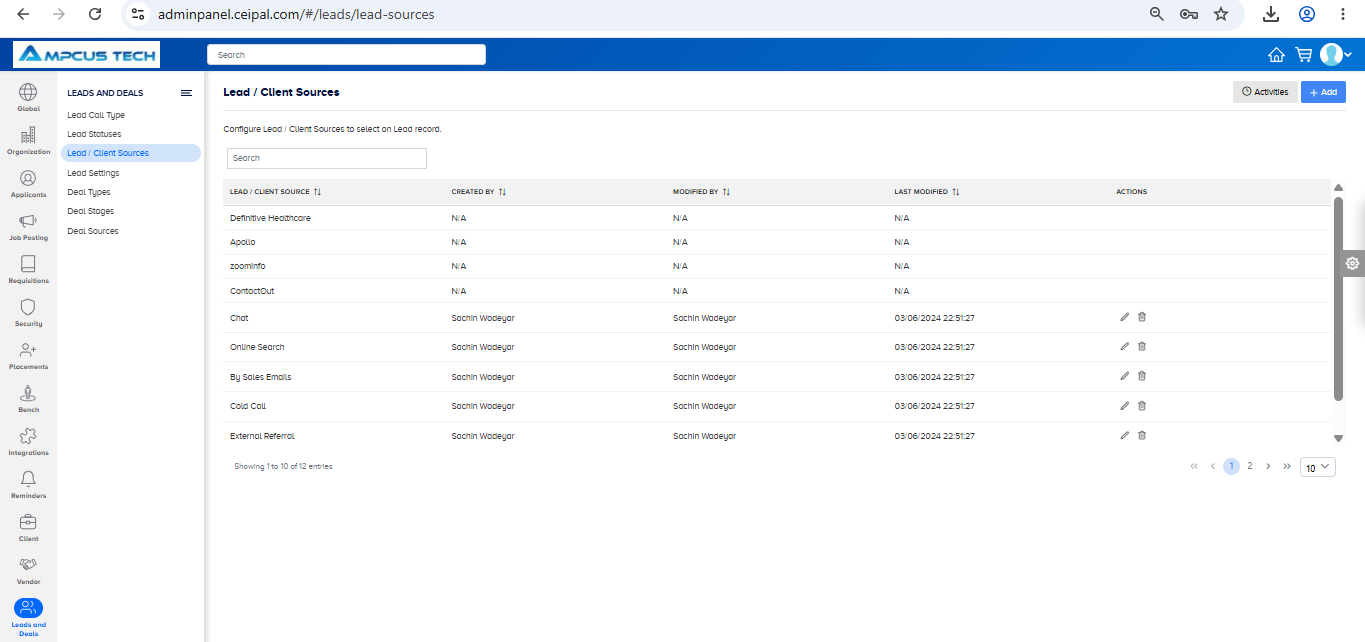 adminpanel.ceipal.com/#/leads/lead-sources
AMPCUS TECH
Search
Global
Organization
Applicants
Job Posting
Requisitions
Security
Placements
Bench
Integrations
Reminders
Client
Vendor
Leads and
Deals
LEADS AND DEALS
Lead Call Type
Lead Statuses
Lead / Client Sources
Lead Settings
Deal Types
Deal Stages
Deal Sources
Lead / Client Sources
Activities
+ Add
Configure Lead / Client Sources to select on Lead record.
Search
LEAD / CLIENT SOURCE CREATED BY MODIFIED BY LAST MODIFIED ACTIONS
Definitive Healthcare N/A N/A N/A
Apollo N/A N/A N/A
zoominfo N/A N/A N/A
ContactOut N/A N/A N/A
Chat Sachin Wadeyar Sachin Wadeyar 03/06/2024 22:51:27
Online Search Sachin Wadeyar Sachin Wadeyar 03/06/2024 22:51:27
By Sales Emails Sachin Wadeyar Sachin Wadeyar 03/06/2024 22:51:27
Cold Call Sachin Wadeyar Sachin Wadeyar 03/06/2024 22:51:27
External Referral Sachin Wadeyar Sachin Wadeyar 03/06/2024 22:51:27
Showing 1 to 10 of 12 entries
« ‹ 1 2 › » 10